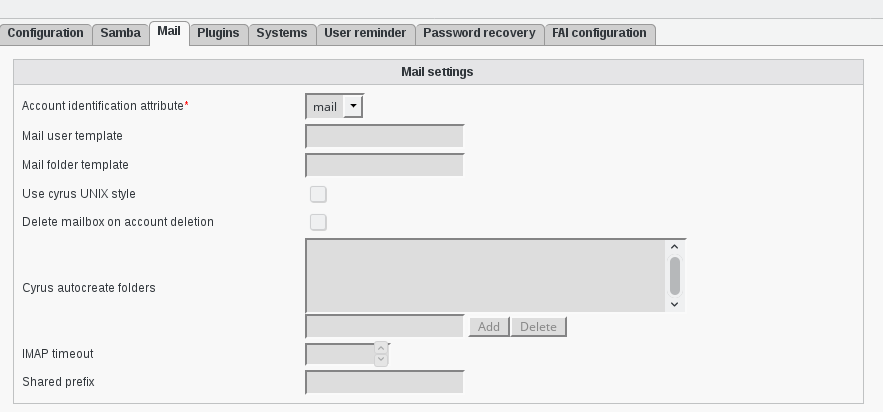 Configuration Samba Mail Plugins Systems User reminder Password recovery FAI configuration
Mail settings
Account identification attribute* mail
Mail user template
Mail folder template
Use cyrus UNIX style
Delete mailbox on account deletion
Cyrus autocreate folders
Add Delete
IMAP timeout
Shared prefix